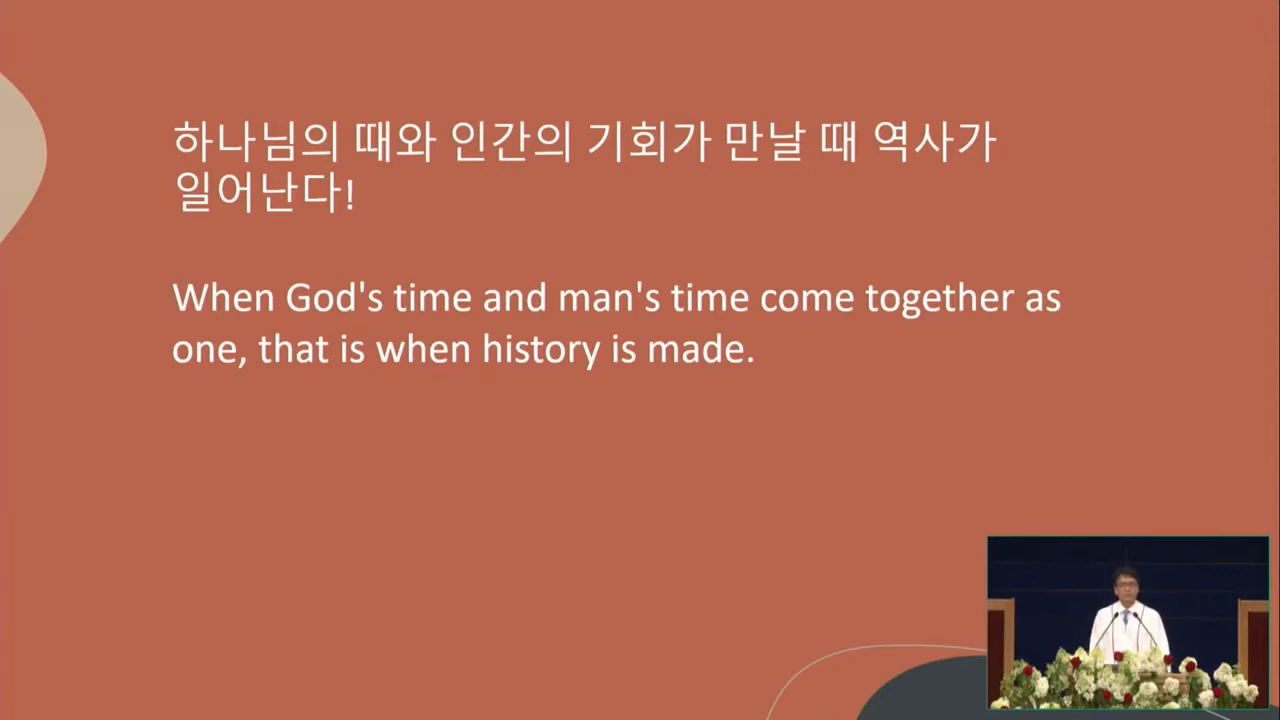 하나님의 때와 인간의 기회가 만날 때 역사가
일어난다!
When God's time and man's time come together as
one, that is when history is made.